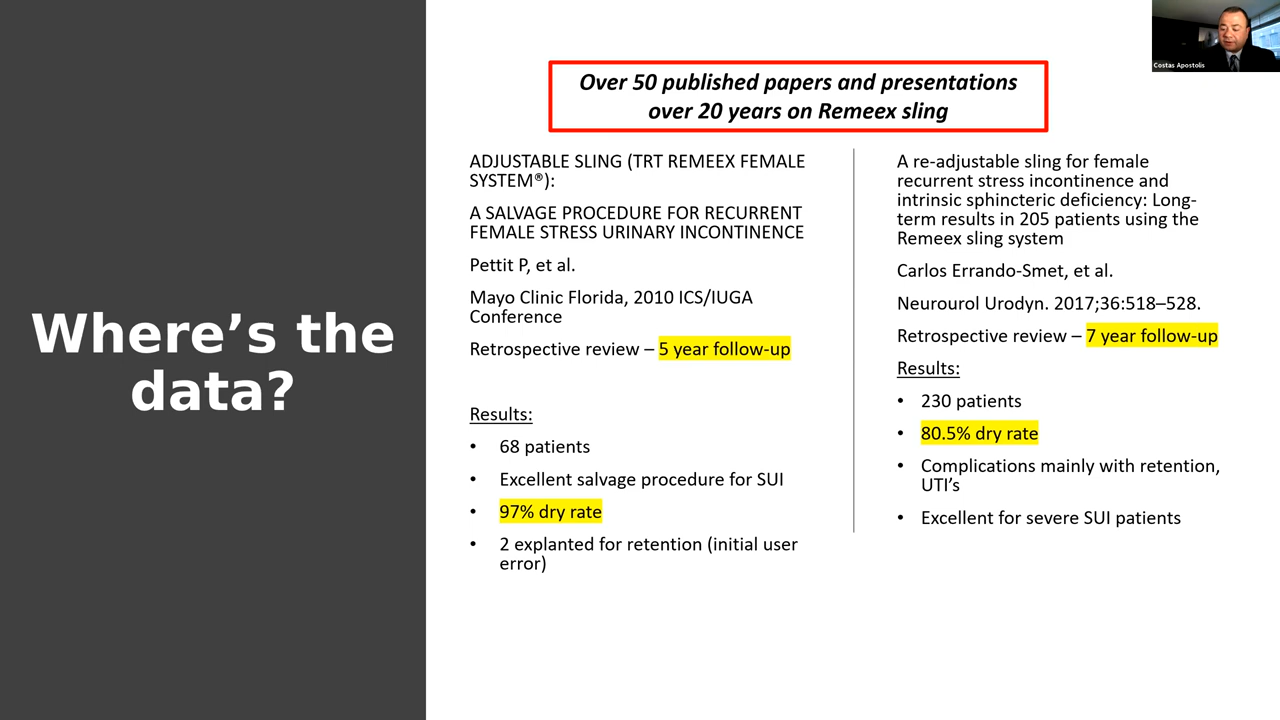 Costas Apostolis
Over 50 published papers and presentations
over 20 years on Remeex sling
Where's the
data?
ADJUSTABLE SLING (TRT REMEEX FEMALE
SYSTEM®):
A SALVAGE PROCEDURE FOR RECURRENT
FEMALE STRESS URINARY INCONTINENCE
Pettit P, et al.
Mayo Clinic Florida, 2010 ICS/IUGA
Conference
Retrospective review – 5 year follow-up
Results:
• 68 patients
• Excellent salvage procedure for SUI
• 97% dry rate
• 2 explanted for retention (initial user
error)
A re-adjustable sling for female
recurrent stress incontinence and
intrinsic sphincteric deficiency: Long-
term results in 205 patients using the
Remeex sling system
Carlos Errando-Smet, et al.
Neurourol Urodyn. 2017;36:518–528.
Retrospective review – 7 year follow-up
Results:
• 230 patients
• 80.5% dry rate
• Complications mainly with retention,
UTI's
• Excellent for severe SUI patients